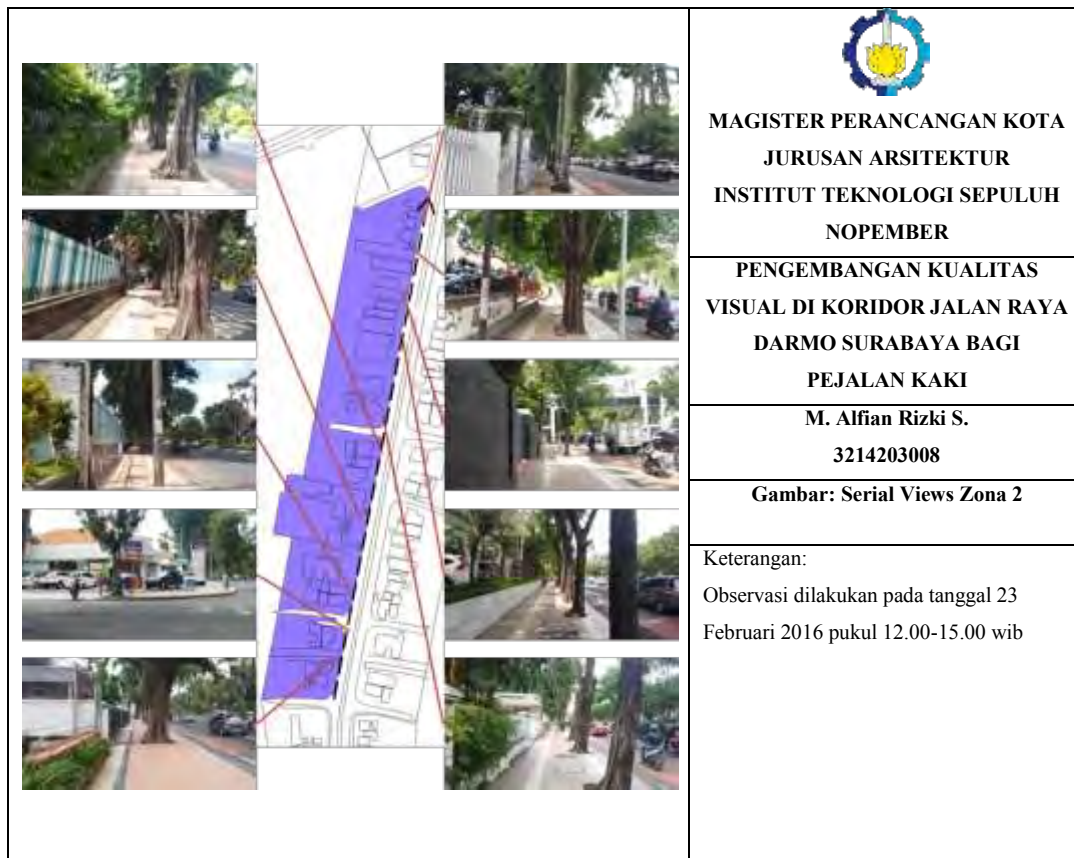 MAGISTER PERANCANGAN KOTA
JURUSAN ARSITEKTUR
INSTITUT TEKNOLOGI SEPULUH
NOPEMBER
PENGEMBANGAN KUALITAS
VISUAL DI KORIDOR JALAN RAYA
DARMO SURABAYA BAGI
PEJALAN KAKI
M. Alfian Rizki S.
3214203008
Gambar: Serial Views Zona 2
Keterangan:
Observasi dilakukan pada tanggal 23
Februari 2016 pukul 12.00-15.00 wib